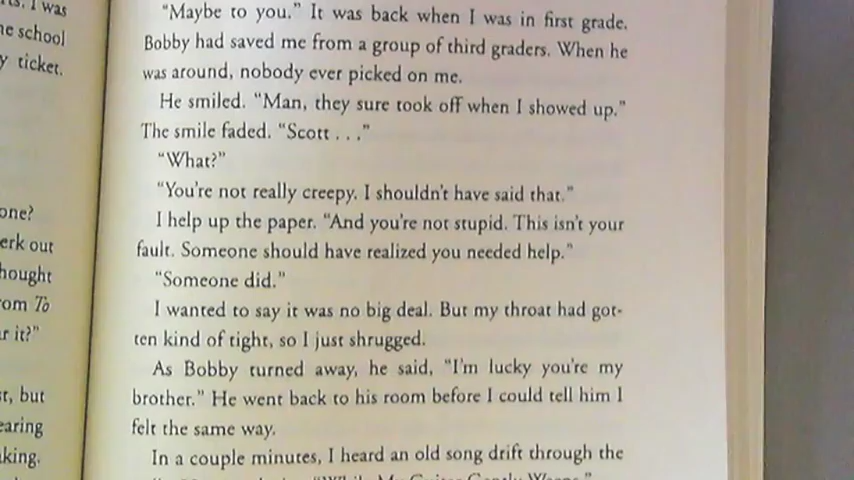 ts. I was
e school
y ticket.
one?
erk out
hought
om To
r it?"
t, but
earing
king.
"Maybe to you." It was back when I was in first grade.
Bobby had saved me from a group of third graders. When he
was around, nobody ever picked on me.
He smiled. "Man, they sure took off when I showed up."
The smile faded. "Scott . . ."
"What?"
"You're not really creepy. I shouldn't have said that."
I help up the paper. "And you're not stupid. This isn't your
fault. Someone should have realized you needed help."
"Someone did."
I wanted to say it was no big deal. But my throat had got-
ten kind of tight, so I just shrugged.
As Bobby turned away, he said, "I'm lucky you're my
brother." He went back to his room before I could tell him I
felt the same way.
In a couple minutes, I heard an old song drift through the
"While My Guitar Gently Weeps."